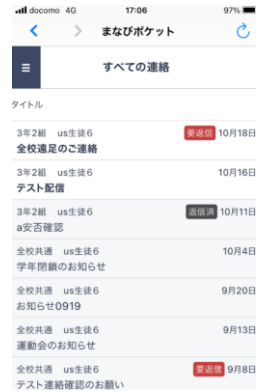 docomo 4G 17:06 97%
まなびポケット
すべての連絡
タイトル
3年2組 us生徒6 要返信 10月18日
全校遠足のご連絡
3年2組 us生徒6 10月16日
テスト配信
3年2組 us生徒6 返信済 10月11日
a安否確認
全校共通 us生徒6 10月4日
学年閉鎖のお知らせ
全校共通 us生徒6 9月20日
お知らせ0919
全校共通 us生徒6 9月13日
運動会のお知らせ
全校共通 us生徒6 要返信 9月8日
テスト連絡確認のお願い